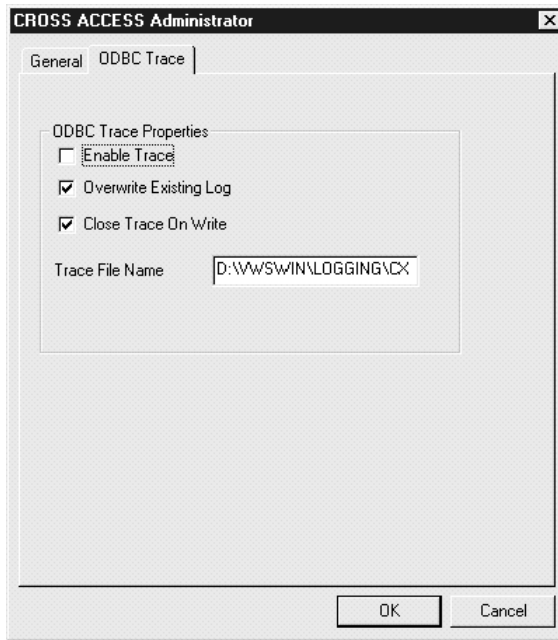 CROSS ACCESS Administrator
General ODBC Trace
ODBC Trace Properties
Enable Trace
Overwrite Existing Log
Close Trace On Write
Trace File Name D:\VWSWIN\LOGGING\CX
OK Cancel